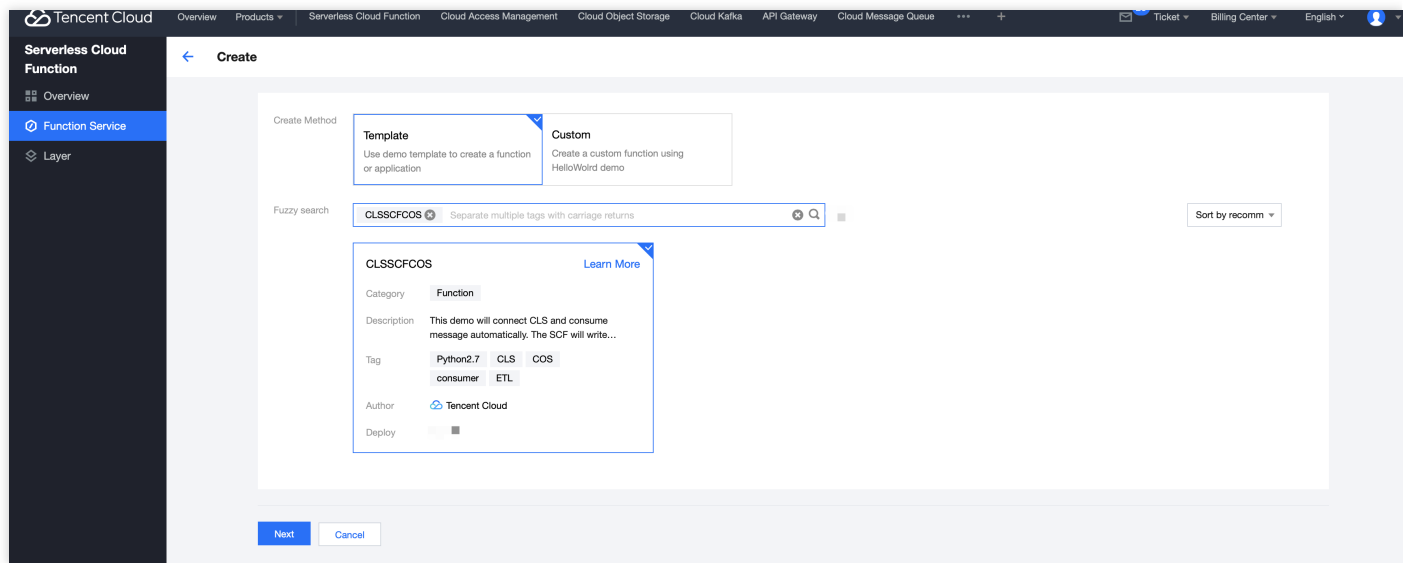 Tencent Cloud Overview Products Serverless Cloud Function Cloud Access Management Cloud Object Storage Cloud Kafka API Gateway Cloud Message Queue ••• + Ticket Billing Center English
Serverless Cloud
Function
Overview
Function Service
Layer
Create
Create Method
Template
Use demo template to create a function
or application
Custom
Create a custom function using
HelloWolrd demo
Fuzzy search
CLSSCFCOS Separate multiple tags with carriage returns
Sort by recomm
CLSSCFCOS Learn More
Category Function
Description This demo will connect CLS and consume
message automatically. The SCF will write…
Tag Python2.7 CLS COS
consumer ETL
Author Tencent Cloud
Deploy
Next Cancel